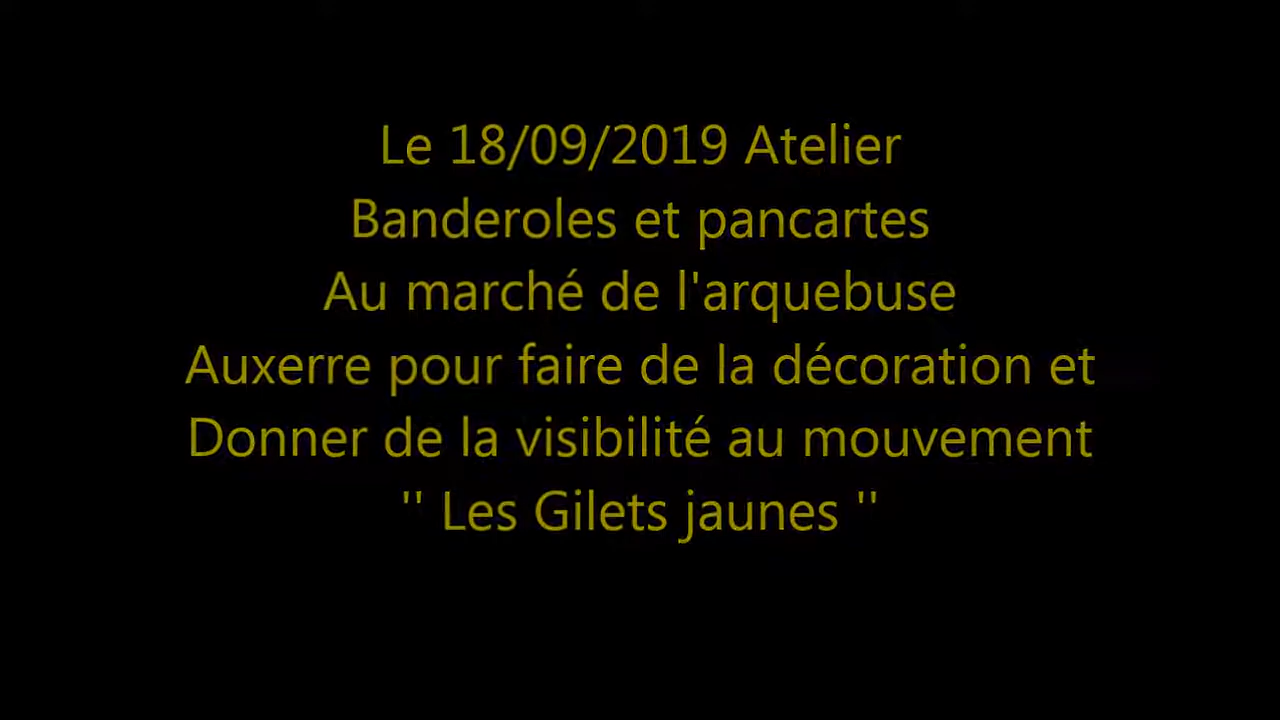 Le 18/09/2019 Atelier
Banderoles et pancartes
Au marché de l'arquebuse
Auxerre pour faire de la décoration et
Donner de la visibilité au mouvement
'' Les Gilets jaunes ''